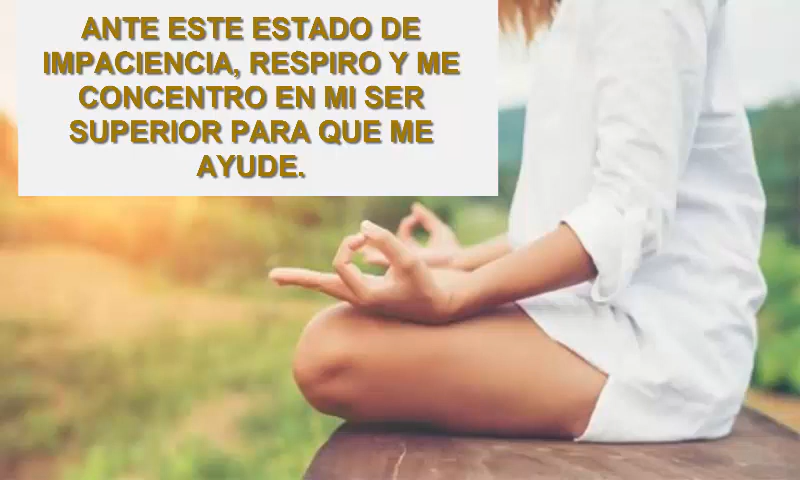 ANTE ESTE ESTADO DE
IMPACIENCIA, RESPIRO Y ME
CONCENTRO EN MI SER
SUPERIOR PARA QUE ME
AYUDE.